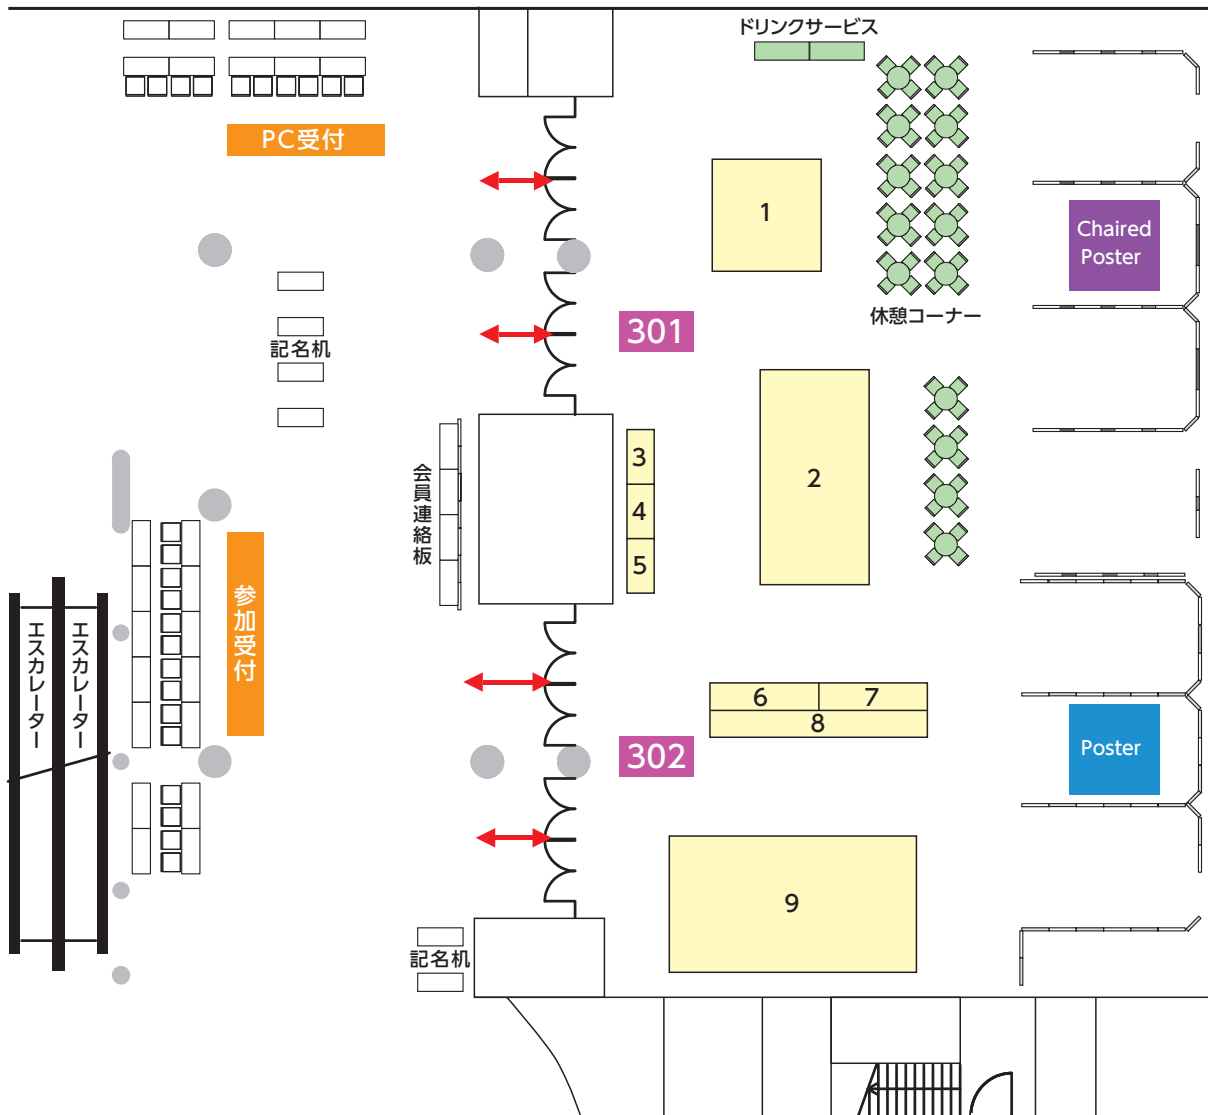 ドリンクサービス
PC受付
1
Chaired
Poster
休憩コーナー
301
記名机
会員連絡板
3
4
5
2
参加受付
エスカレーター
エスカレーター
6
7
8
302
Poster
9
記名机